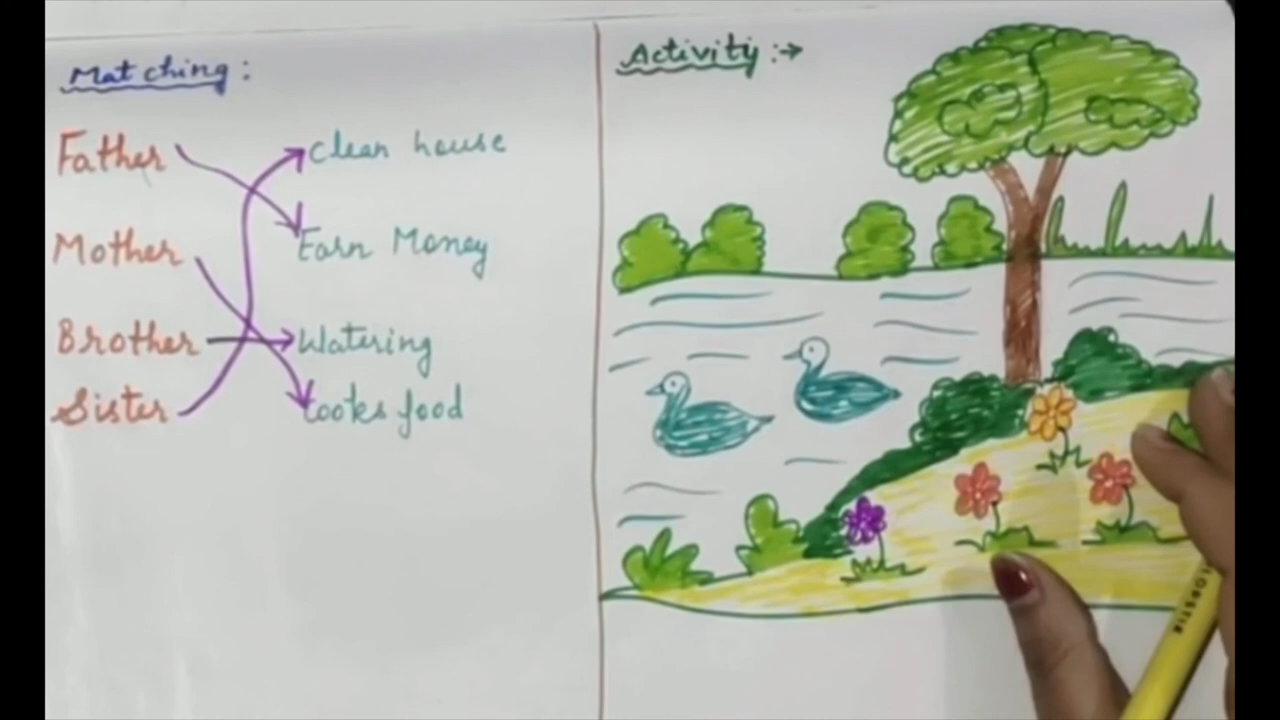 Matching:
Father
Mother
Brother
Sister
clean house
Earn Money
Watering
Cooks food
Activity:→